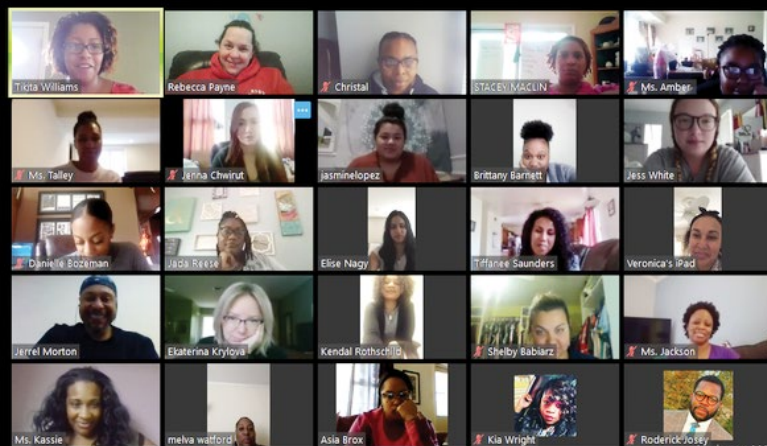 Tikita Williams
Rebecca Payne
Christal
STACEY MACLIN
Ms. Amber
Ms. Talley
Jenna Chwirut
jasminelopez
Brittany Barnett
Jess White
Danielle Bozeman
Jada Reese
Elise Nagy
Tiffanee Saunders
Veronica's iPad
Jerrel Morton
Ekaterina Krylova
Kendal Rothschild
Shelby Babiarz
Ms. Jackson
Ms. Kassie
melva watford
Asia Brox
Kia Wright
Roderick Josey